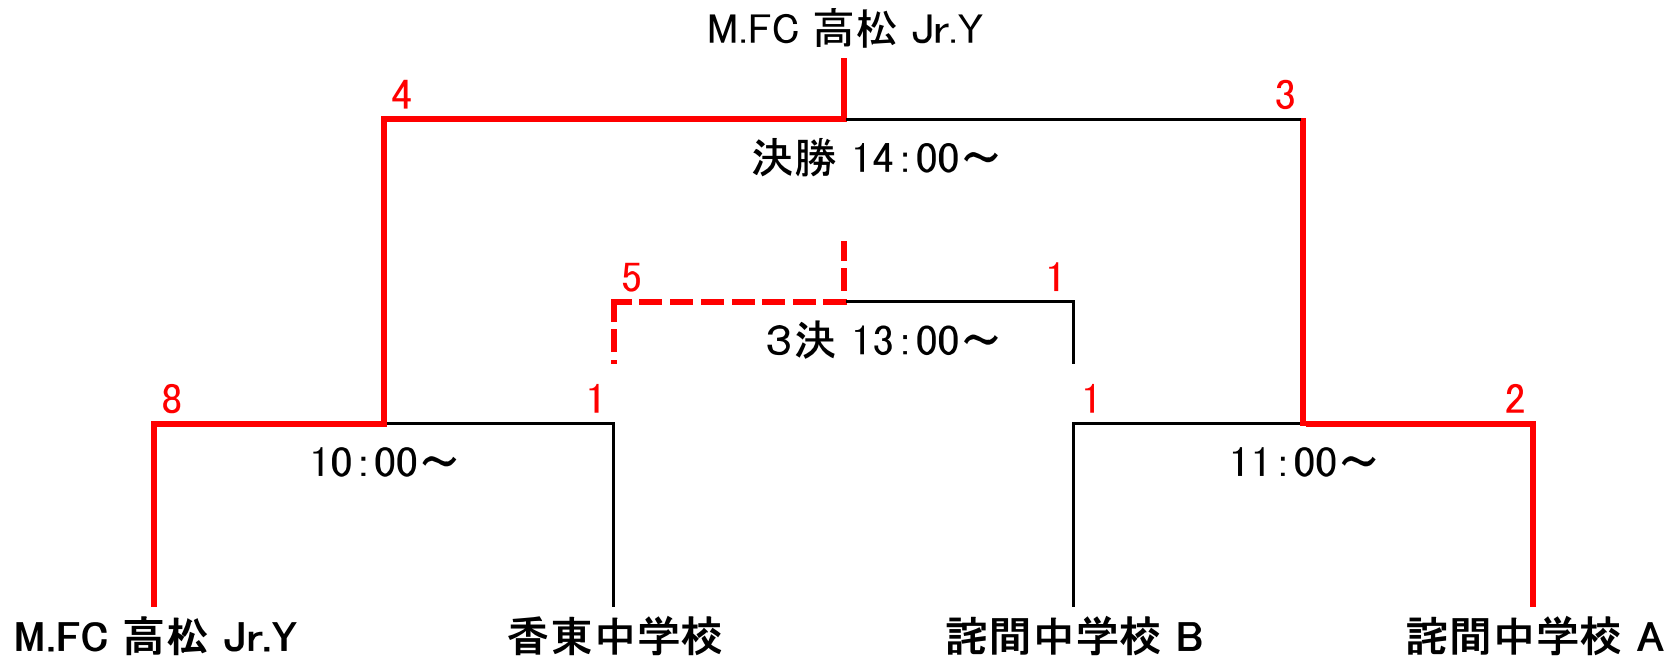 M.FC 高松 Jr.Y
4
3
決勝 14:00～
5
1
３決 13:00～
8
1
1
2
10:00～
11:00～
M.FC 高松 Jr.Y
香東中学校
詫間中学校 B
詫間中学校 A